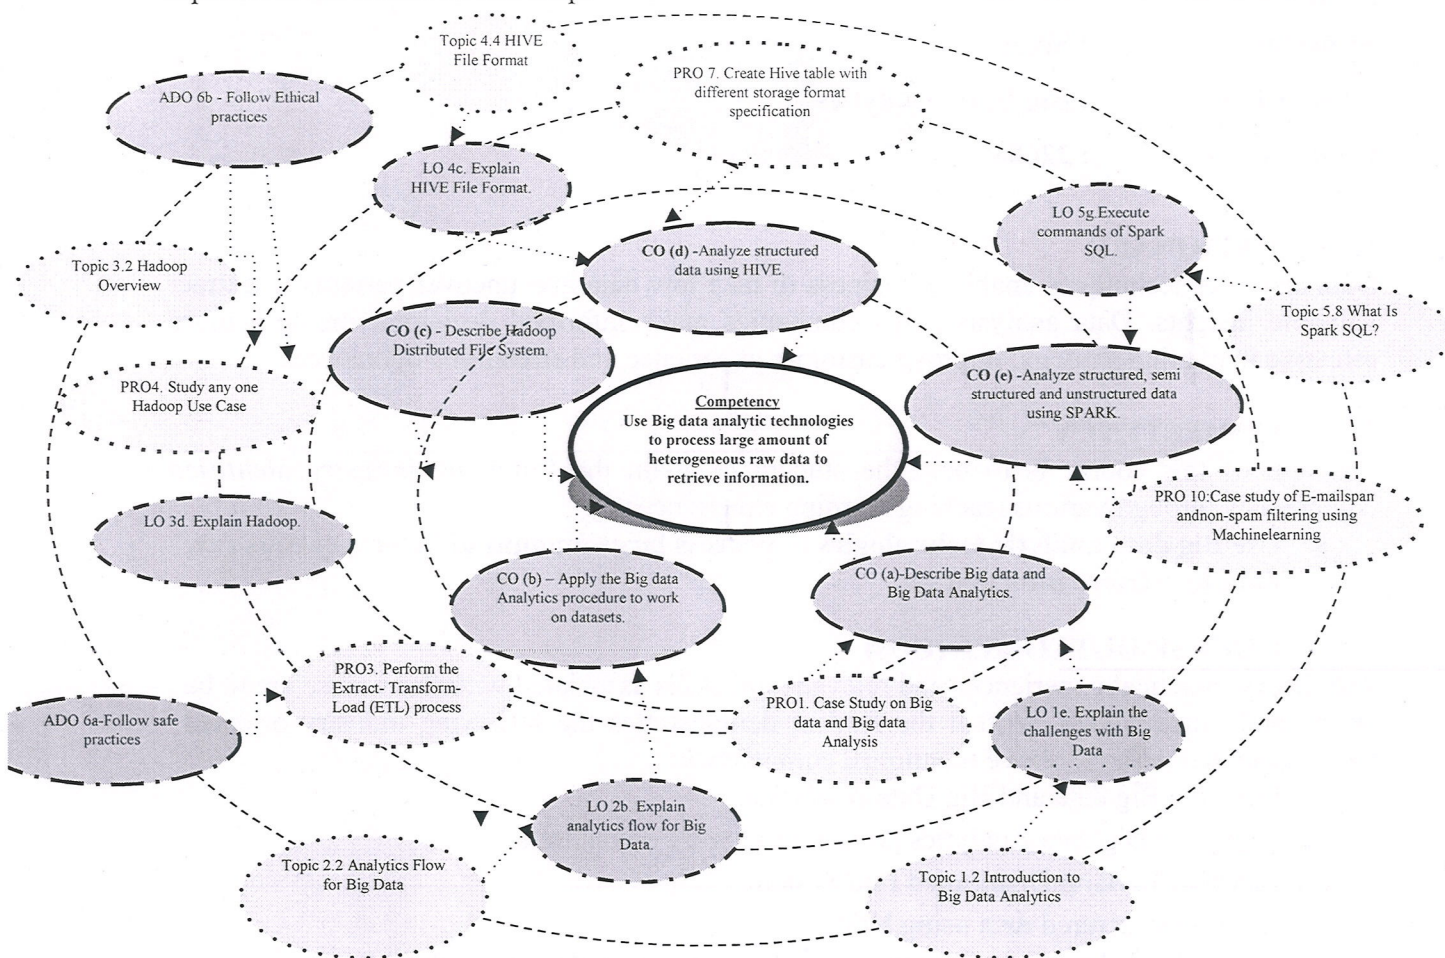 Topic 4.4 HIVE
File Format
PRO 7. Create Hive table with
different storage format
specification
ADO 6b - Follow Ethical
practices
LO 4c. Explain
HIVE File Format.
LO 5g.Execute
commands of Spark
SQL.
CO (d) -Analyze structured
data using HIVE.
Topic 3.2 Hadoop
Overview
Topic 5.8 What Is
Spark SQL?
CO (c) - Describe Hadoop
Distributed File System.
PRO4. Study any one
Hadoop Use Case
CO (e) -Analyze structured, semi
structured and unstructured data
using SPARK.
Competency
Use Big data analytic technologies
to process large amount of
heterogeneous raw data to
retrieve information.
PRO 10:Case study of E-mailspan
andnon-spam filtering using
Machinelearning
LO 3d. Explain Hadoop.
CO (b) – Apply the Big data
Analytics procedure to work
on datasets.
CO (a)-Describe Big data and
Big Data Analytics.
PRO3. Perform the
Extract- Transform-
Load (ETL) process
ADO 6a-Follow safe
practices
PRO1. Case Study on Big
data and Big data
Analysis
LO 1e. Explain the
challenges with Big
Data
LO 2b. Explain
analytics flow for Big
Data.
Topic 2.2 Analytics Flow
for Big Data
Topic 1.2 Introduction to
Big Data Analytics